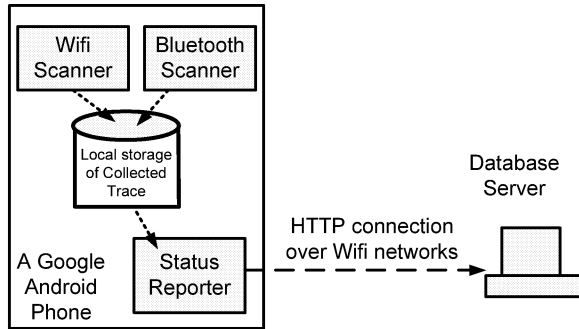 Wifi
Scanner
Bluetooth
Scanner
Local storage
of Collected
Trace
Database
Server
HTTP connection
over Wifi networks
A Google
Android
Phone
Status
Reporter